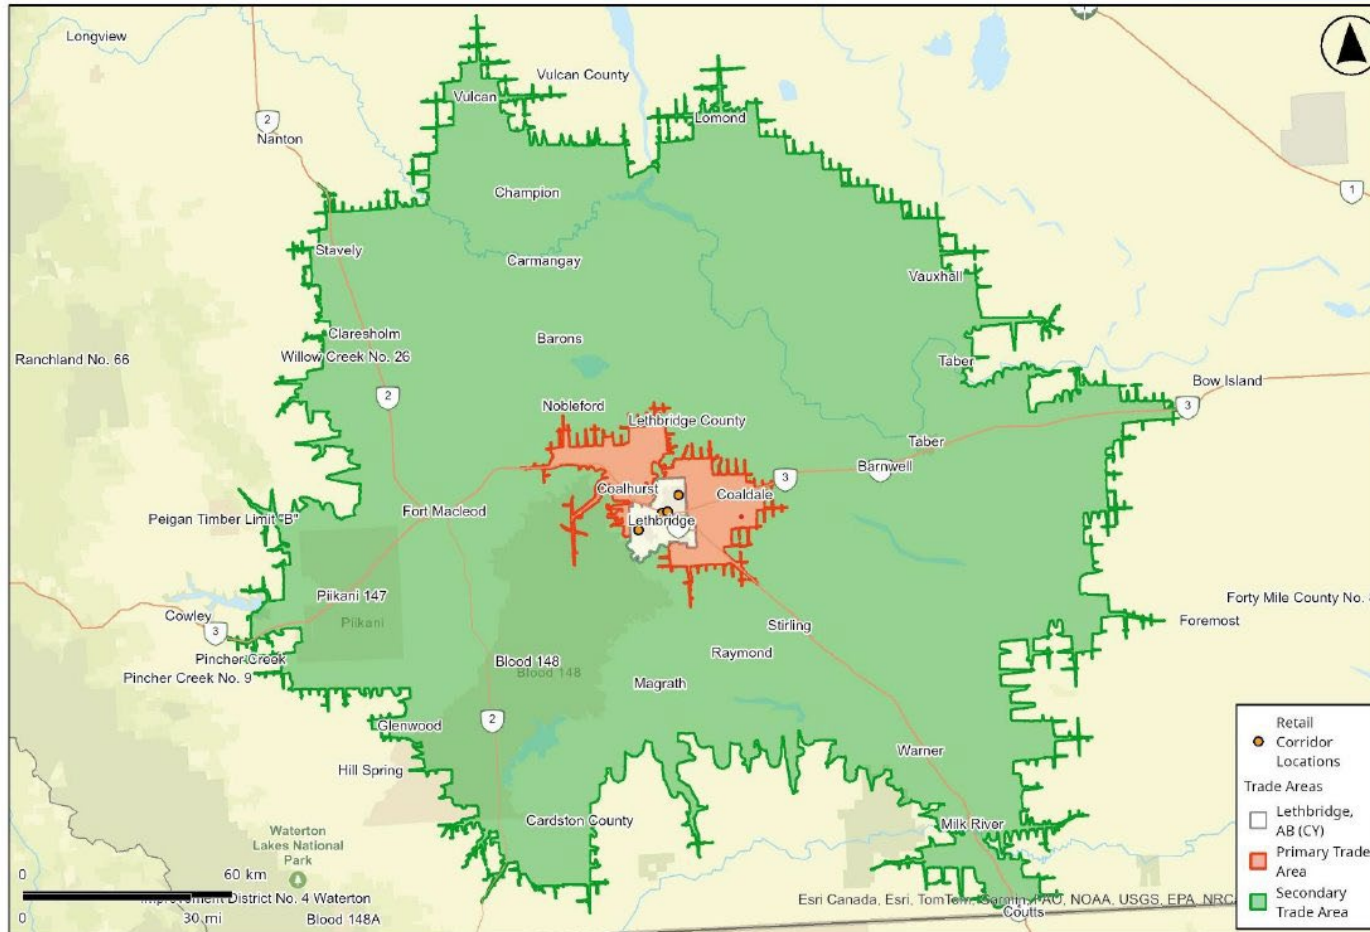 Longview
Vulcan County
Vulcan
Lomond
2
Nanton
1
Champion
Stavely
Carmangay
Vauxhall
Claresholm
Barons
Willow Creek No. 26
Ranchland No. 66
Taber
Bow Island
2
Nobleford
3
Lethbridge County
Taber
Barnwell
3
Coalhurst
Coaldale
Peigan Timber Limit "B"
Fort Macleod
Lethbridge
Piikani 147
Forty Mile County No.
Cowley
Piikani
Foremost
3
Stirling
Pincher Creek
Blood 148
Raymond
Blood 148
Pincher Creek No. 9
Magrath
Glenwood
2
Retail
Corridor
Locations
Warner
Hill Spring
Trade Areas
Lethbridge,
AB (CY)
Cardston County
Milk River
Waterton
Lakes National
Park
Primary Trade
Area
0 60 km
Improvement District No. 4 Waterton
Esri Canada, Esri, TomTom, Garmin, FAO, NOAA, USGS, EPA, NRC
Secondary
Trade Area
0 30 mi
Blood 148A
Coutts